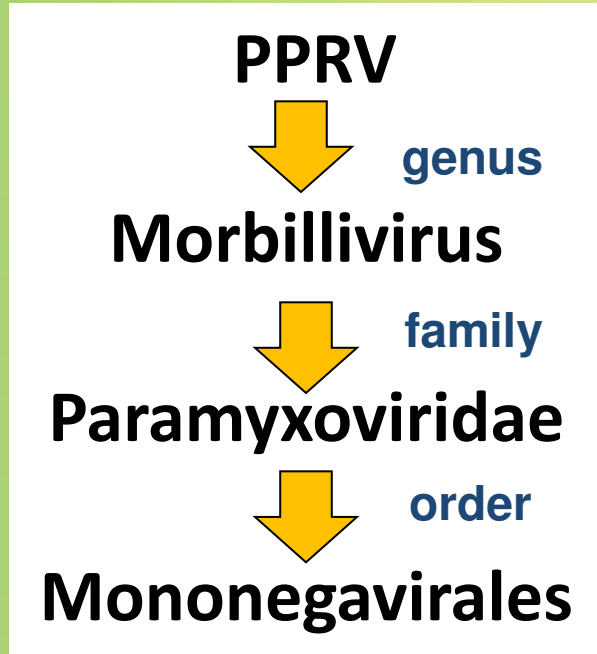 PPRV
genus
Morbillivirus
family
Paramyxoviridae
order
Mononegavirales